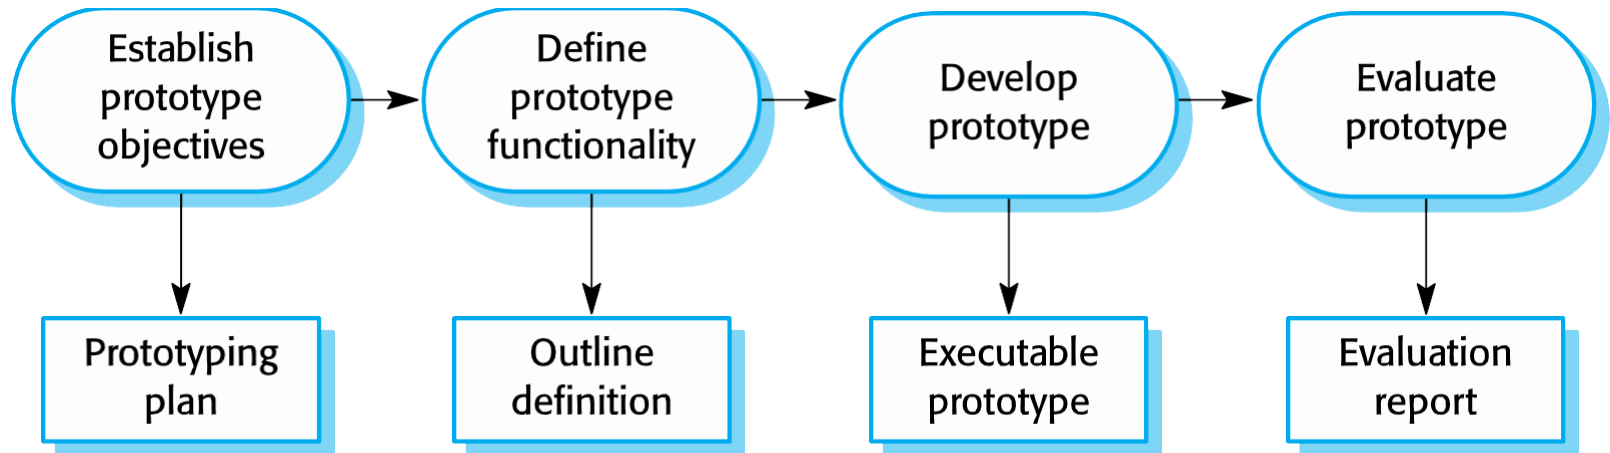 Establish
prototype
objectives
Define
prototype
functionality
Develop
prototype
Evaluate
prototype
Prototyping
plan
Outline
definition
Executable
prototype
Evaluation
report